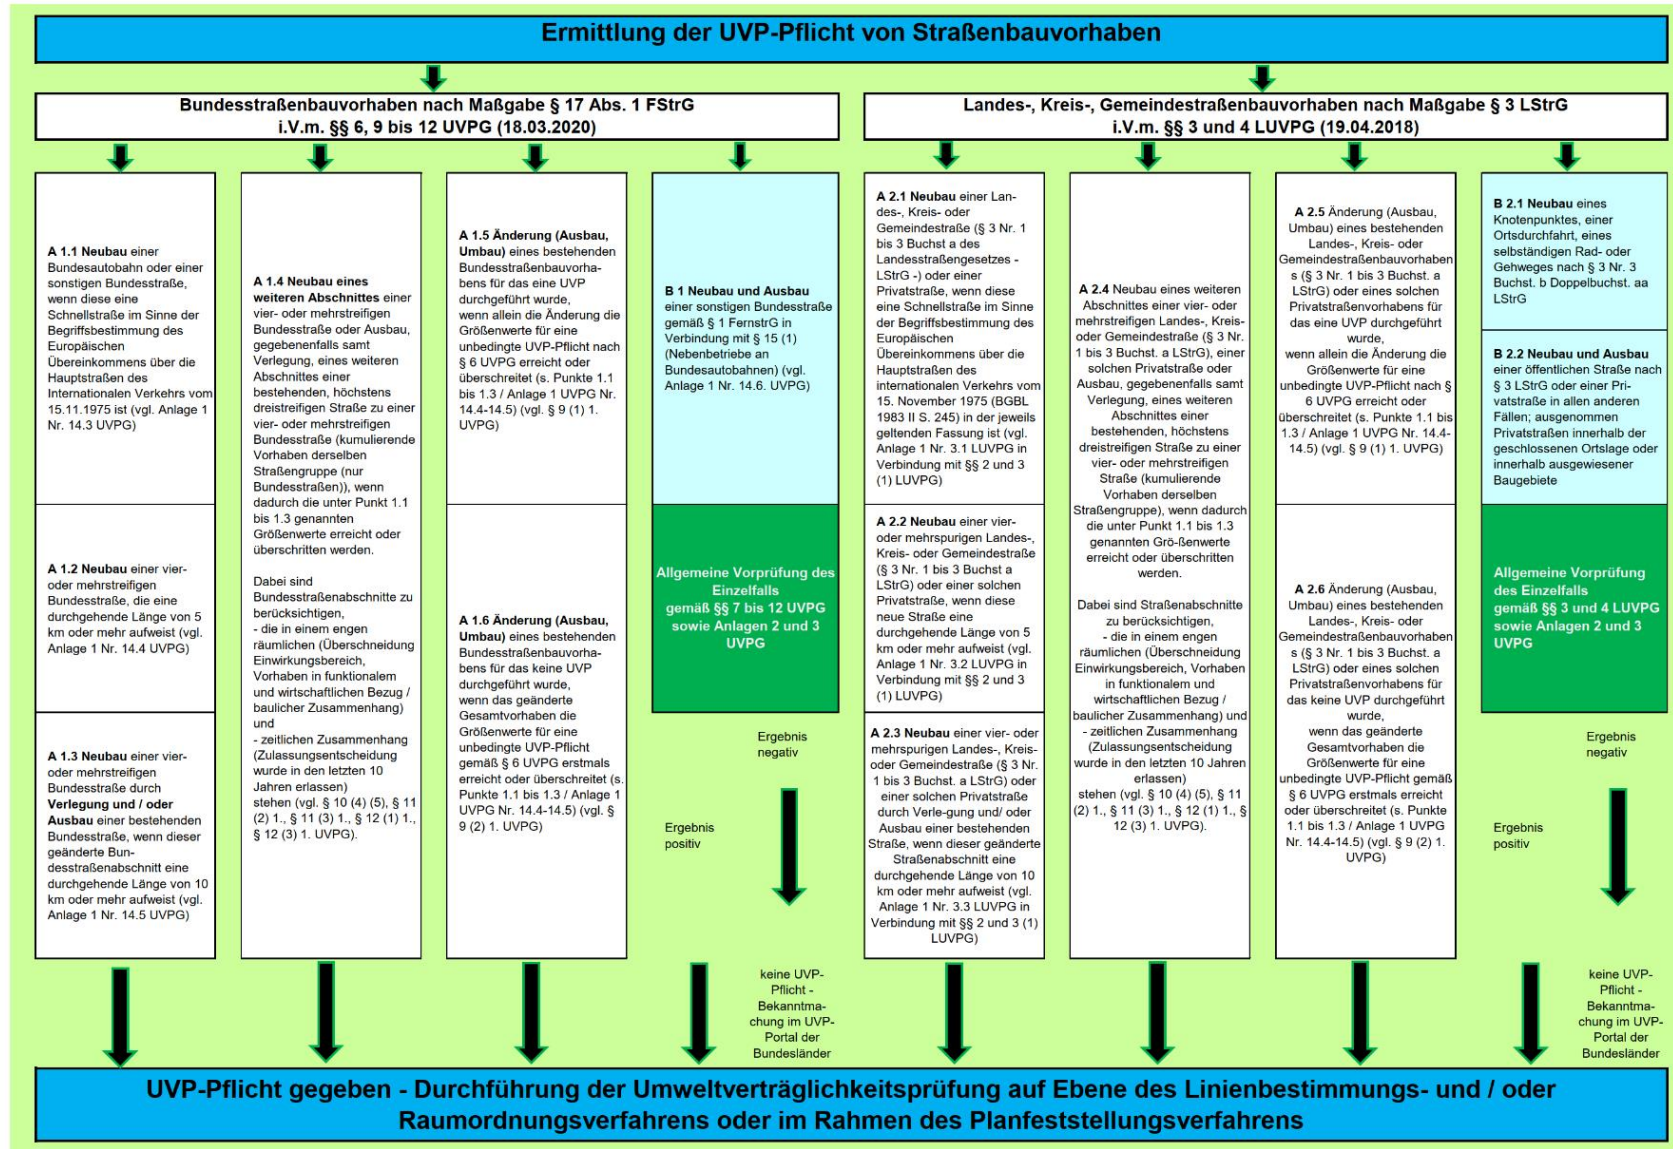 Ermittlung der UVP-Pflicht von Straßenbauvorhaben
Bundesstraßenbauvorhaben nach Maßgabe § 17 Abs. 1 FStrG
i.V.m. §§ 6, 9 bis 12 UVPG (18.03.2020)
Landes-, Kreis-, Gemeindestraßenbauvorhaben nach Maßgabe § 3 LStrG
i.V.m. §§ 3 und 4 LUVPG (19.04.2018)
A 1.1 Neubau einer
Bundesautobahn oder einer
sonstigen Bundesstraße,
wenn diese eine
Schnellstraße im Sinne der
Begriffsbestimmung des
Europäischen
Übereinkommens über die
Hauptstraßen des
Internationalen Verkehrs vom
15.11.1975 ist (vgl. Anlage 1
Nr. 14.3 UVPG)
A 1.2 Neubau einer vier-
oder mehrstreifigen
Bundesstraße, die eine
durchgehende Länge von 5
km oder mehr aufweist (vgl.
Anlage 1 Nr. 14.4 UVPG)
A 1.3 Neubau einer vier-
oder mehrstreifigen
Bundesstraße durch
Verlegung und / oder
Ausbau einer bestehenden
Bundesstraße, wenn dieser
geänderte Bun-
desstraßenabschnitt eine
durchgehende Länge von 10
km oder mehr aufweist (vgl.
Anlage 1 Nr. 14.5 UVPG)
A 1.4 Neubau eines
weiteren Abschnittes einer
vier- oder mehrstreifigen
Bundesstraße oder Ausbau,
gegebenenfalls samt
Verlegung, eines weiteren
Abschnittes einer
bestehenden, höchstens
dreistreifigen Straße zu einer
vier- oder mehrstreifigen
Bundesstraße (kumulierende
Vorhaben derselben
Straßengruppe (nur
Bundesstraßen)), wenn
dadurch die unter Punkt 1.1
bis 1.3 genannten
Größenwerte erreicht oder
überschritten werden.
Dabei sind
Bundesstraßenabschnitte zu
berücksichtigen,
- die in einem engen
räumlichen (Überschneidung
Einwirkungsbereich,
Vorhaben in funktionalem
und wirtschaftlichen Bezug /
baulicher Zusammenhang)
und
- zeitlichen Zusammenhang
(Zulassungsentscheidung
wurde in den letzten 10
Jahren erlassen)
stehen (vgl. § 10 (4) (5), § 11
(2) 1., § 11 (3) 1., § 12 (1) 1.,
§ 12 (3) 1. UVPG).
A 1.5 Änderung (Ausbau,
Umbau) eines bestehenden
Bundesstraßenbauvorha-
bens für das eine UVP
durchgeführt wurde,
wenn allein die Änderung die
Größenwerte für eine
unbedingte UVP-Pflicht nach
§ 6 UVPG erreicht oder
überschreitet (s. Punkte 1.1
bis 1.3 / Anlage 1 UVPG Nr.
14.4-14.5) (vgl. § 9 (1) 1.
UVPG)
A 1.6 Änderung (Ausbau,
Umbau) eines bestehenden
Bundesstraßenbauvorha-
bens für das keine UVP
durchgeführt wurde,
wenn das geänderte
Gesamtvorhaben die
Größenwerte für eine
unbedingte UVP-Pflicht
gemäß § 6 UVPG erstmals
erreicht oder überschreitet (s.
Punkte 1.1 bis 1.3 / Anlage 1
UVPG Nr. 14.4-14.5) (vgl. §
9 (2) 1. UVPG)
B 1 Neubau und Ausbau
einer sonstigen Bundesstraße
gemäß § 1 FernstrG in
Verbindung mit § 15 (1)
(Nebenbetriebe an
Bundesautobahnen) (vgl.
Anlage 1 Nr. 14.6. UVPG)
Allgemeine Vorprüfung des
Einzelfalls
gemäß §§ 7 bis 12 UVPG
sowie Anlagen 2 und 3
UVPG
Ergebnis
negativ
Ergebnis
positiv
keine UVP-
Pflicht -
Bekanntma-
chung im UVP-
Portal der
Bundesländer
A 2.1 Neubau einer Lan-
des-, Kreis- oder
Gemeindestraße (§ 3 Nr. 1
bis 3 Buchst a des
Landesstraßengesetzes -
LStrG -) oder einer
Privatstraße, wenn diese
eine Schnellstraße im Sinne
der Begriffsbestimmung des
Europäischen
Übereinkommens über die
Hauptstraßen des
internationalen Verkehrs vom
15. November 1975 (BGBL
1983 II S. 245) in der jeweils
geltenden Fassung ist (vgl.
Anlage 1 Nr. 3.1 LUVPG in
Verbindung mit §§ 2 und 3
(1) LUVPG)
A 2.2 Neubau einer vier-
oder mehrspurigen Landes-,
Kreis- oder Gemeindestraße
(§ 3 Nr. 1 bis 3 Buchst a
LStrG) oder einer solchen
Privatstraße, wenn diese
neue Straße eine
durchgehende Länge von 5
km oder mehr aufweist (vgl.
Anlage 1 Nr. 3.2 LUVPG in
Verbindung mit §§ 2 und 3
(1) LUVPG)
A 2.3 Neubau einer vier- oder
mehrspurigen Landes-, Kreis-
oder Gemeindestraße (§ 3 Nr.
1 bis 3 Buchst. a LStrG) oder
einer solchen Privatstraße
durch Verle-gung und/ oder
Ausbau einer bestehenden
Straße, wenn dieser geänderte
Straßenabschnitt eine
durchgehende Länge von 10
km oder mehr aufweist (vgl.
Anlage 1 Nr. 3.3 LUVPG in
Verbindung mit §§ 2 und 3 (1)
LUVPG)
A 2.4 Neubau eines weiteren
Abschnittes einer vier- oder
mehrstreifigen Landes-, Kreis-
oder Gemeindestraße (§ 3 Nr.
1 bis 3 Buchst. a LStrG), einer
solchen Privatstraße oder
Ausbau, gegebenenfalls samt
Verlegung, eines weiteren
Abschnittes einer
bestehenden, höchstens
dreistreifigen Straße zu einer
vier- oder mehrstreifigen
Straße (kumulierende
Vorhaben derselben
Straßengruppe), wenn dadurch
die unter Punkt 1.1 bis 1.3
genannten Grö-ßenwerte
erreicht oder überschritten
werden.
Dabei sind Straßenabschnitte
zu berücksichtigen,
- die in einem engen
räumlichen (Überschneidung
Einwirkungsbereich, Vorhaben
in funktionalem und
wirtschaftlichen Bezug /
baulicher Zusammenhang) und
- zeitlichen Zusammenhang
(Zulassungsentscheidung
wurde in den letzten 10 Jahren
erlassen)
stehen (vgl. § 10 (4) (5), § 11
(2) 1., § 11 (3) 1., § 12 (1) 1., §
12 (3) 1. UVPG).
A 2.5 Änderung (Ausbau,
Umbau) eines bestehenden
Landes-, Kreis- oder
Gemeindestraßenbauvorhaben
s (§ 3 Nr. 1 bis 3 Buchst. a
LStrG) oder eines solchen
Privatstraßenvorhabens für
das eine UVP durchgeführt
wurde,
wenn allein die Änderung die
Größenwerte für eine
unbedingte UVP-Pflicht nach §
6 UVPG erreicht oder
überschreitet (s. Punkte 1.1 bis
1.3 / Anlage 1 UVPG Nr. 14.4-
14.5) (vgl. § 9 (1) 1. UVPG)
A 2.6 Änderung (Ausbau,
Umbau) eines bestehenden
Landes-, Kreis- oder
Gemeindestraßenbauvorhaben
s (§ 3 Nr. 1 bis 3 Buchst. a
LStrG) oder eines solchen
Privatstraßenvorhabens für
das keine UVP durchgeführt
wurde,
wenn das geänderte
Gesamtvorhaben die
Größenwerte für eine
unbedingte UVP-Pflicht gemäß
§ 6 UVPG erstmals erreicht
oder überschreitet (s. Punkte
1.1 bis 1.3 / Anlage 1 UVPG
Nr. 14.4-14.5) (vgl. § 9 (2) 1.
UVPG)
B 2.1 Neubau eines
Knotenpunktes, einer
Ortsdurchfahrt, eines
selbständigen Rad- oder
Gehweges nach § 3 Nr. 3
Buchst. b Doppelbuchst. aa
LStrG
B 2.2 Neubau und Ausbau
einer öffentlichen Straße nach
§ 3 LStrG oder einer Pri-
vatstraße in allen anderen
Fällen; ausgenommen
Privatstraßen innerhalb der
geschlossenen Ortslage oder
innerhalb ausgewiesener
Baugebiete
Allgemeine Vorprüfung
des Einzelfalls
gemäß §§ 3 und 4 LUVPG
sowie Anlagen 2 und 3
UVPG
Ergebnis
negativ
Ergebnis
positiv
keine UVP-
Pflicht -
Bekanntma-
chung im UVP-
Portal der
Bundesländer
UVP-Pflicht gegeben - Durchführung der Umweltverträglichkeitsprüfung auf Ebene des Linienbestimmungs- und / oder
Raumordnungsverfahrens oder im Rahmen des Planfeststellungsverfahrens